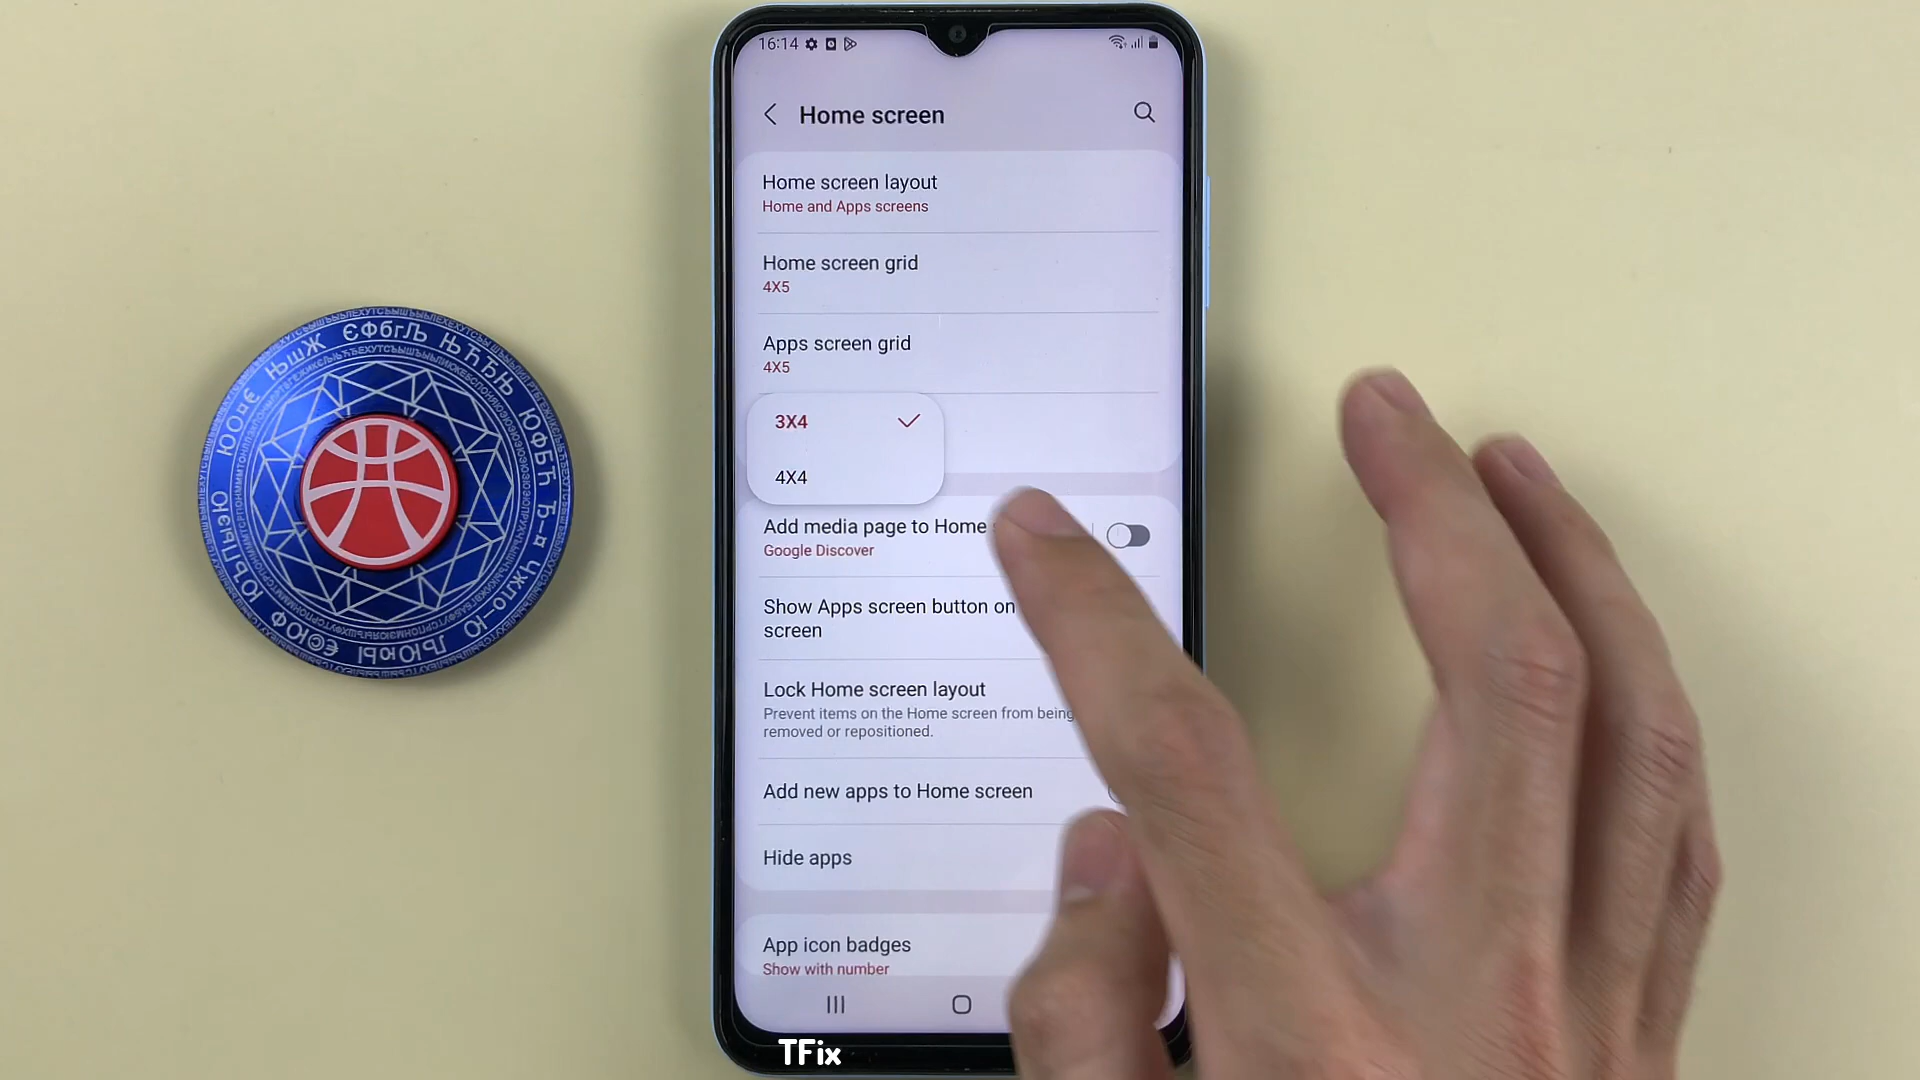 16:14
Home screen
Home screen layout
Home and Apps screens
Home screen grid
4X5
Apps screen grid
4X5
3X4
4X4
Add media page to Home
Google Discover
Show Apps screen button on
screen
Lock Home screen layout
Prevent items on the Home screen from being
removed or repositioned.
Add new apps to Home screen
Hide apps
App icon badges
Show with number
TFix